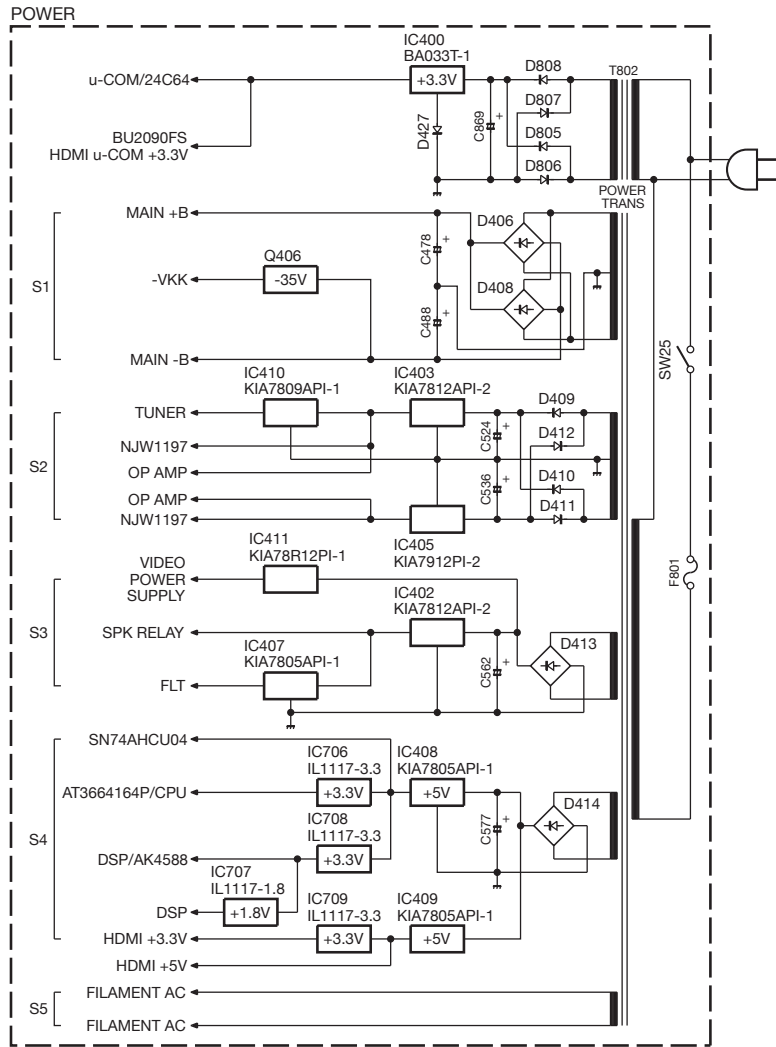 POWER
IC400
BA033T-1
u-COM/24C64
+3.3V
D808
T802
D807
D427
C869
+
D805
BU2090FS
HDMI u-COM +3.3V
D806
POWER
TRANS
MAIN +B
D406
Q406
C478
+
S1
-VKK
-35V
D408
C488
+
MAIN -B
SW25
IC410
KIA7809API-1
IC403
KIA7812API-2
D409
TUNER
C524
+
D412
NJW1197
S2
OP AMP
D410
OP AMP
C536
+
D411
NJW1197
IC411
KIA78R12PI-1
IC405
KIA7912PI-2
F801
VIDEO
POWER
SUPPLY
IC402
KIA7812API-2
S3
SPK RELAY
D413
IC407
KIA7805API-1
C562
+
FLT
SN74AHCU04
IC706
IL1117-3.3
IC408
KIA7805API-1
AT3664164P/CPU
+3.3V
+5V
D414
IC708
IL1117-3.3
C577
+
S4
DSP/AK4588
+3.3V
IC707
IL1117-1.8
IC709
IL1117-3.3
IC409
KIA7805API-1
DSP
+1.8V
HDMI +3.3V
+3.3V
+5V
HDMI +5V
FILAMENT AC
S5
FILAMENT AC